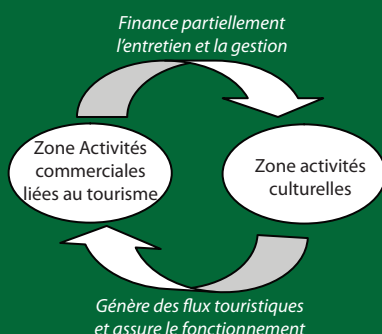 Finance partiellement
l'entretien et la gestion
Zone Activités
commerciales
liées au tourisme
Zone activités
culturelles
Génère des flux touristiques
et assure le fonctionnement